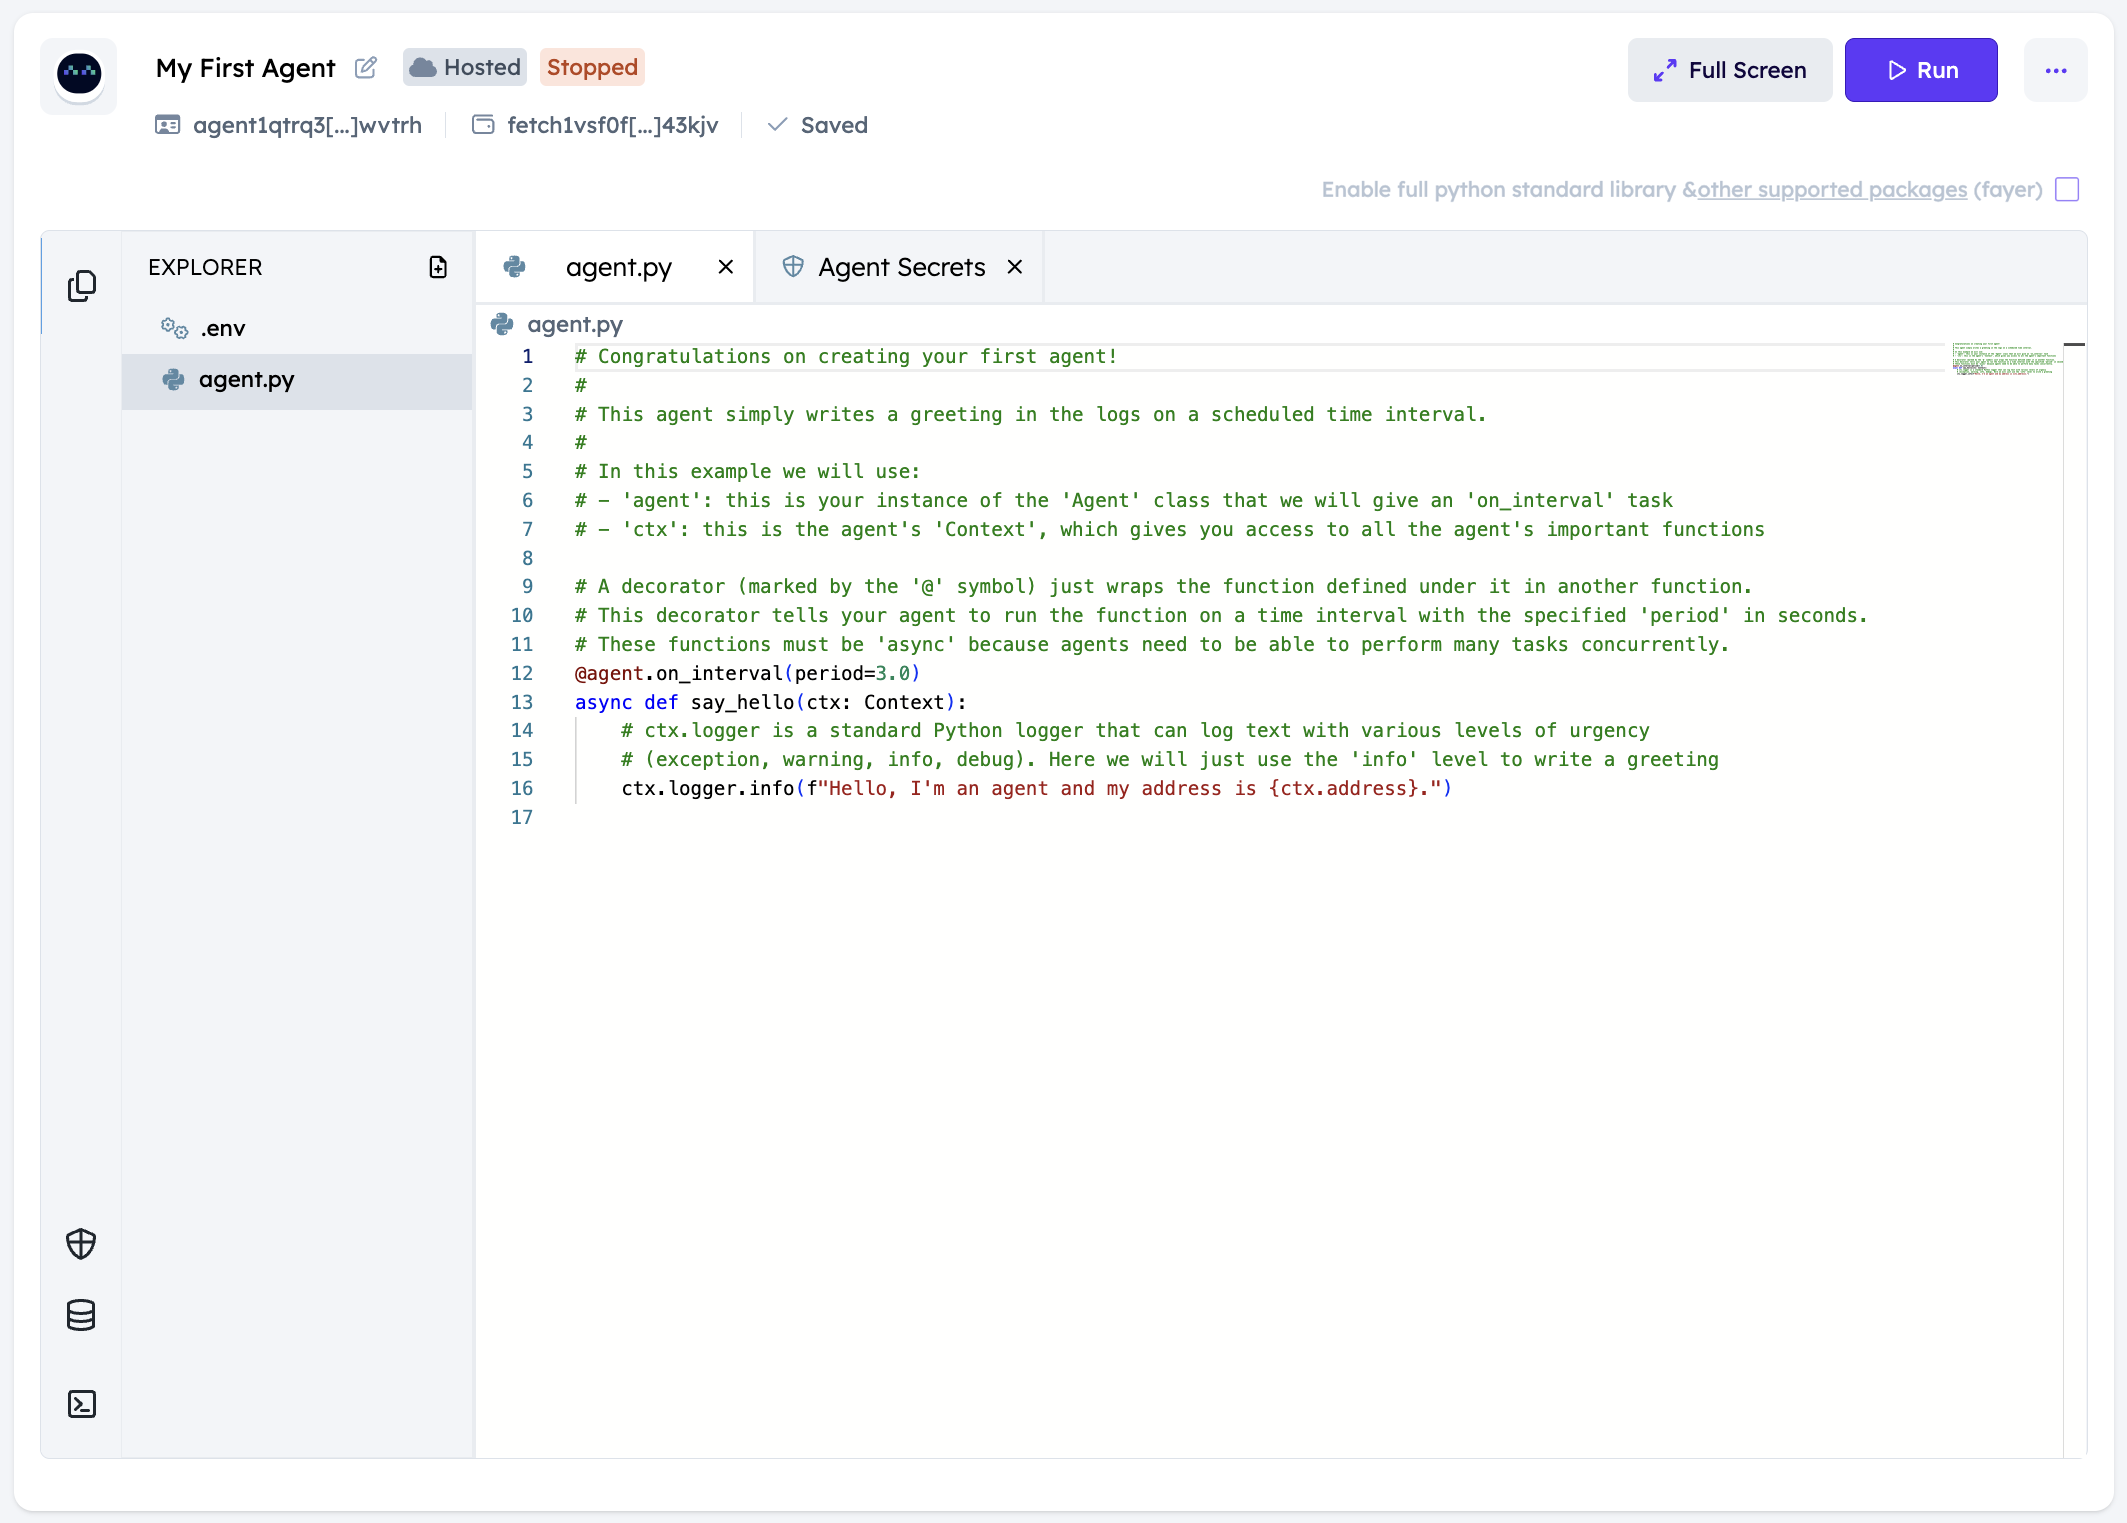 My First Agent Hosted Stopped
Full Screen Run
agent1qtrq3[...]wvtrh fetch1vsf0f[...]43kjv Saved
Enable full python standard library &other supported packages (fayer)
EXPLORER
.env
agent.py
agent.py Agent Secrets
agent.py
1 # Congratulations on creating your first agent!
2 #
3 # This agent simply writes a greeting in the logs on a scheduled time interval.
4 #
5 # In this example we will use:
6 # - 'agent': this is your instance of the 'Agent' class that we will give an 'on_interval' task
7 # - 'ctx': this is the agent's 'Context', which gives you access to all the agent's important functions
8
9 # A decorator (marked by the '@' symbol) just wraps the function defined under it in another function.
10 # This decorator tells your agent to run the function on a time interval with the specified 'period' in seconds.
11 # These functions must be 'async' because agents need to be able to perform many tasks concurrently.
12 @agent.on_interval(period=3.0)
13 async def say_hello(ctx: Context):
14     # ctx.logger is a standard Python logger that can log text with various levels of urgency
15     # (exception, warning, info, debug). Here we will just use the 'info' level to write a greeting
16     ctx.logger.info(f"Hello, I'm an agent and my address is {ctx.address}.")
17